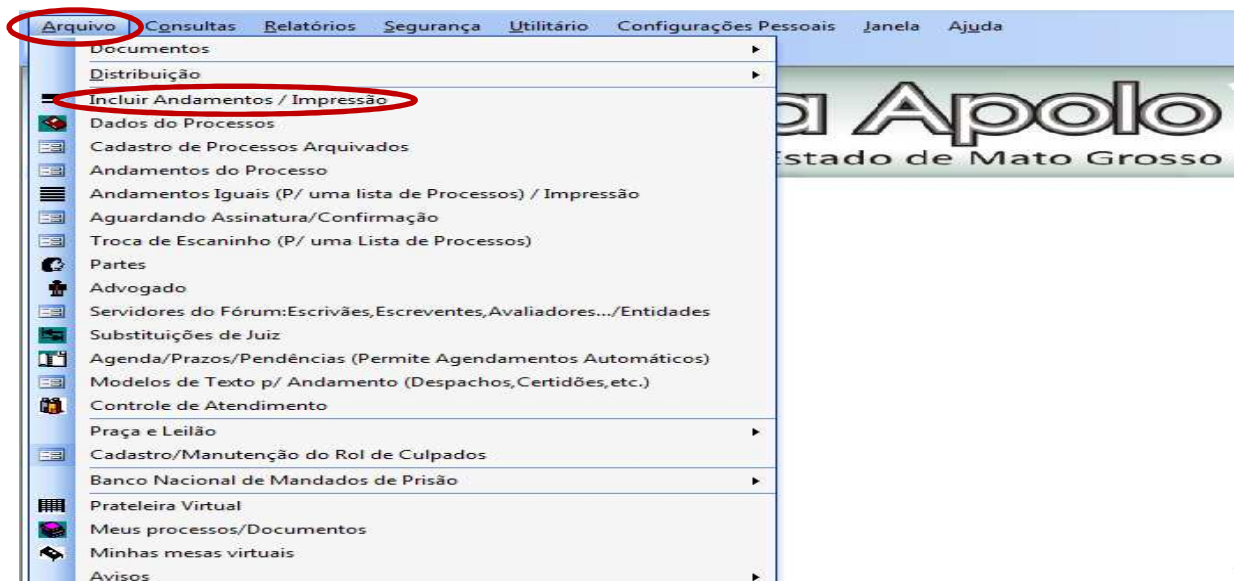 Arquivo Consultas Relatórios Segurança Utilitário Configurações Pessoais Janela Ajuda
Documentos
Distribuição
Incluir Andamentos / Impressão
Dados do Processos
Cadastro de Processos Arquivados
Andamentos do Processo
Andamentos Iguais (P/ uma lista de Processos) / Impressão
Aguardando Assinatura/Confirmação
Troca de Escaninho (P/ uma Lista de Processos)
Partes
Advogado
Servidores do Fórum:Escrivães,Escreventes,Avaliadores.../Entidades
Substituições de Juiz
Agenda/Prazos/Pendências (Permite Agendamentos Automáticos)
Modelos de Texto p/ Andamento (Despachos,Certidões,etc.)
Controle de Atendimento
Praça e Leilão
Cadastro/Manutenção do Rol de Culpados
Banco Nacional de Mandados de Prisão
Prateleira Virtual
Meus processos/Documentos
Minhas mesas virtuais
Avisos
a Apolo
stado de Mato Grosso